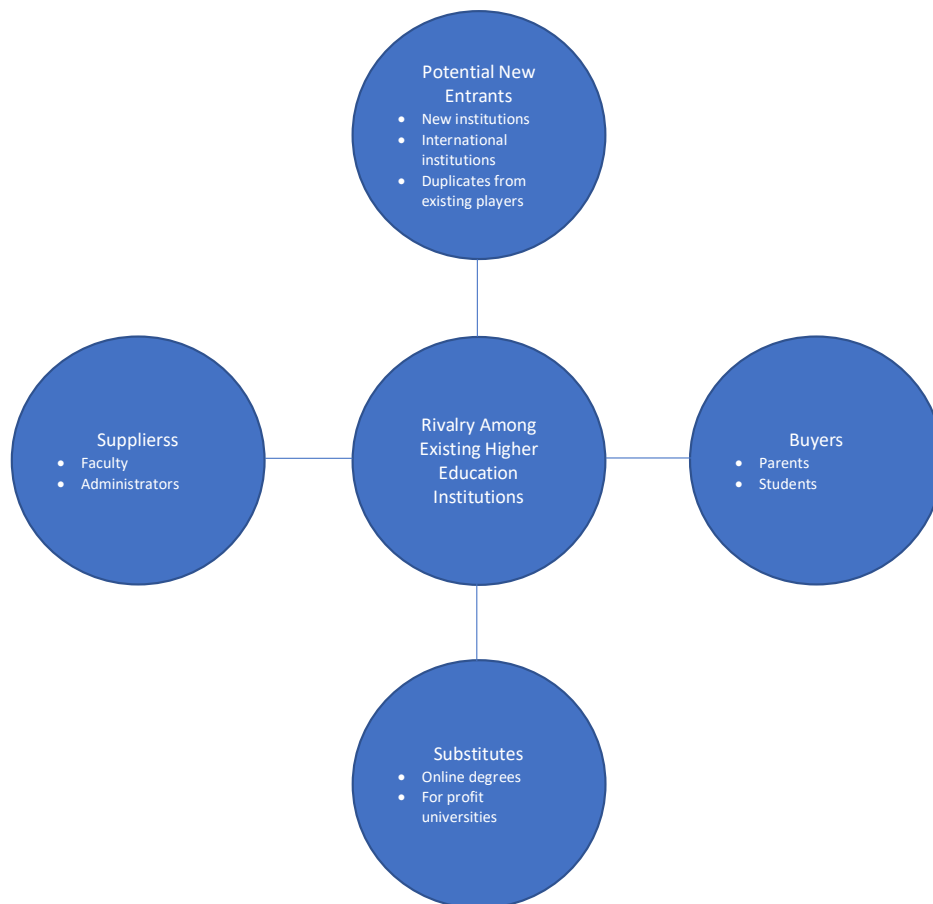 Potential New
Entrants
• New institutions
• International
institutions
• Duplicates from
existing players
Supplierss
• Faculty
• Administrators
Rivalry Among
Existing Higher
Education
Institutions
Buyers
• Parents
• Students
Substitutes
• Online degrees
• For profit
universities